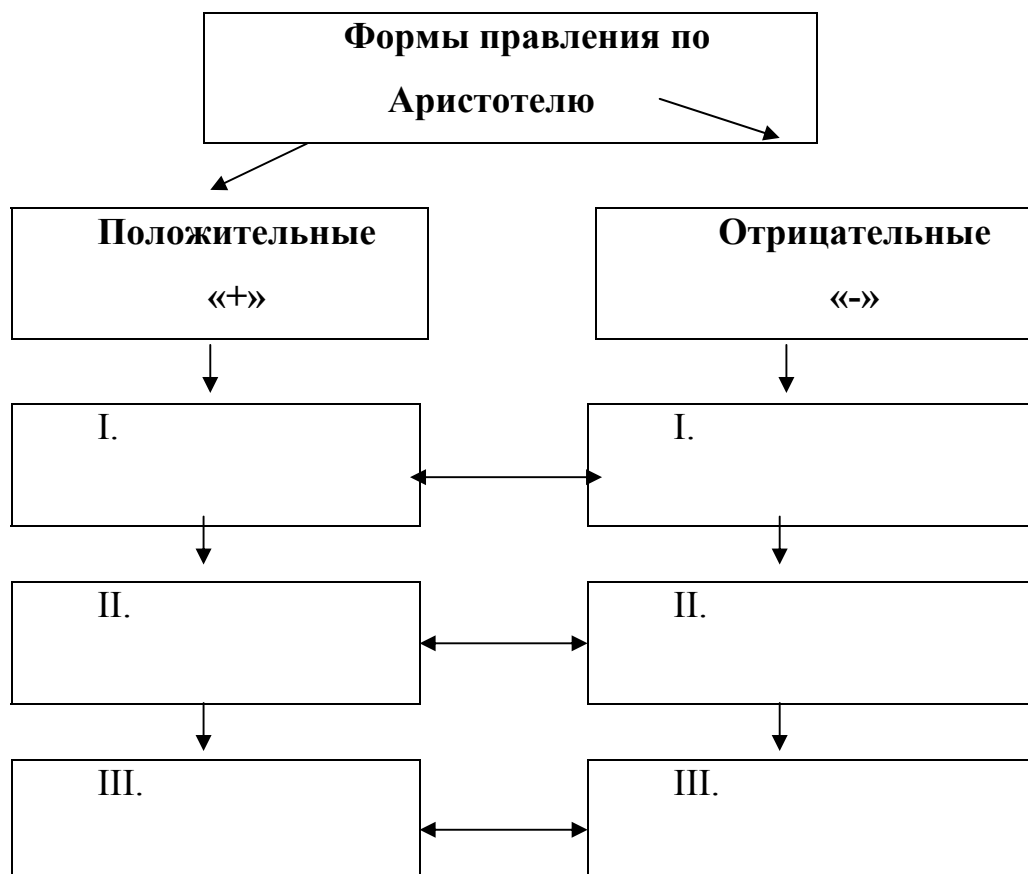 Формы правления по
Аристотелю
Положительные
«+»
Отрицательные
«-»
I.
I.
II.
II.
III.
III.